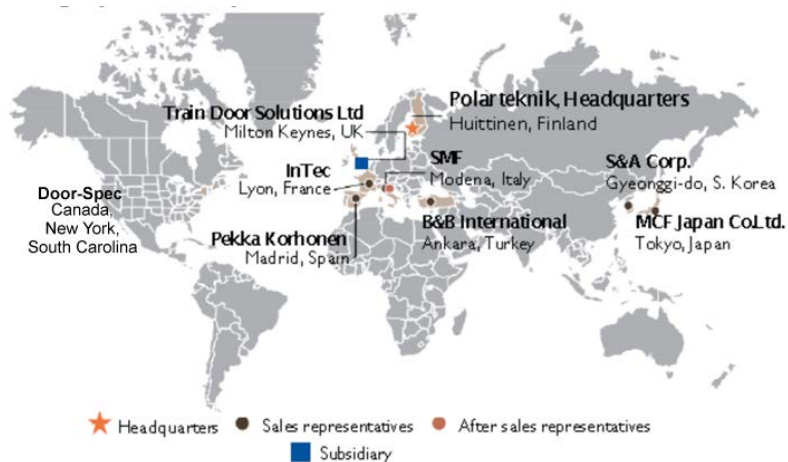 Train Door Solutions Ltd
Milton Keynes, UK
Polarteknik, Headquarters
Huittinen, Finland
InTec
Lyon, France
SMF
Modena, Italy
S&A Corp.
Gyeonggi-do, S. Korea
Door-Spec
Canada,
New York,
South Carolina
Pekka Korhonen
Madrid, Spain
B&B International
Ankara, Turkey
MCF Japan Co.Ltd.
Tokyo, Japan
Headquarters
Sales representatives
After sales representatives
Subsidiary